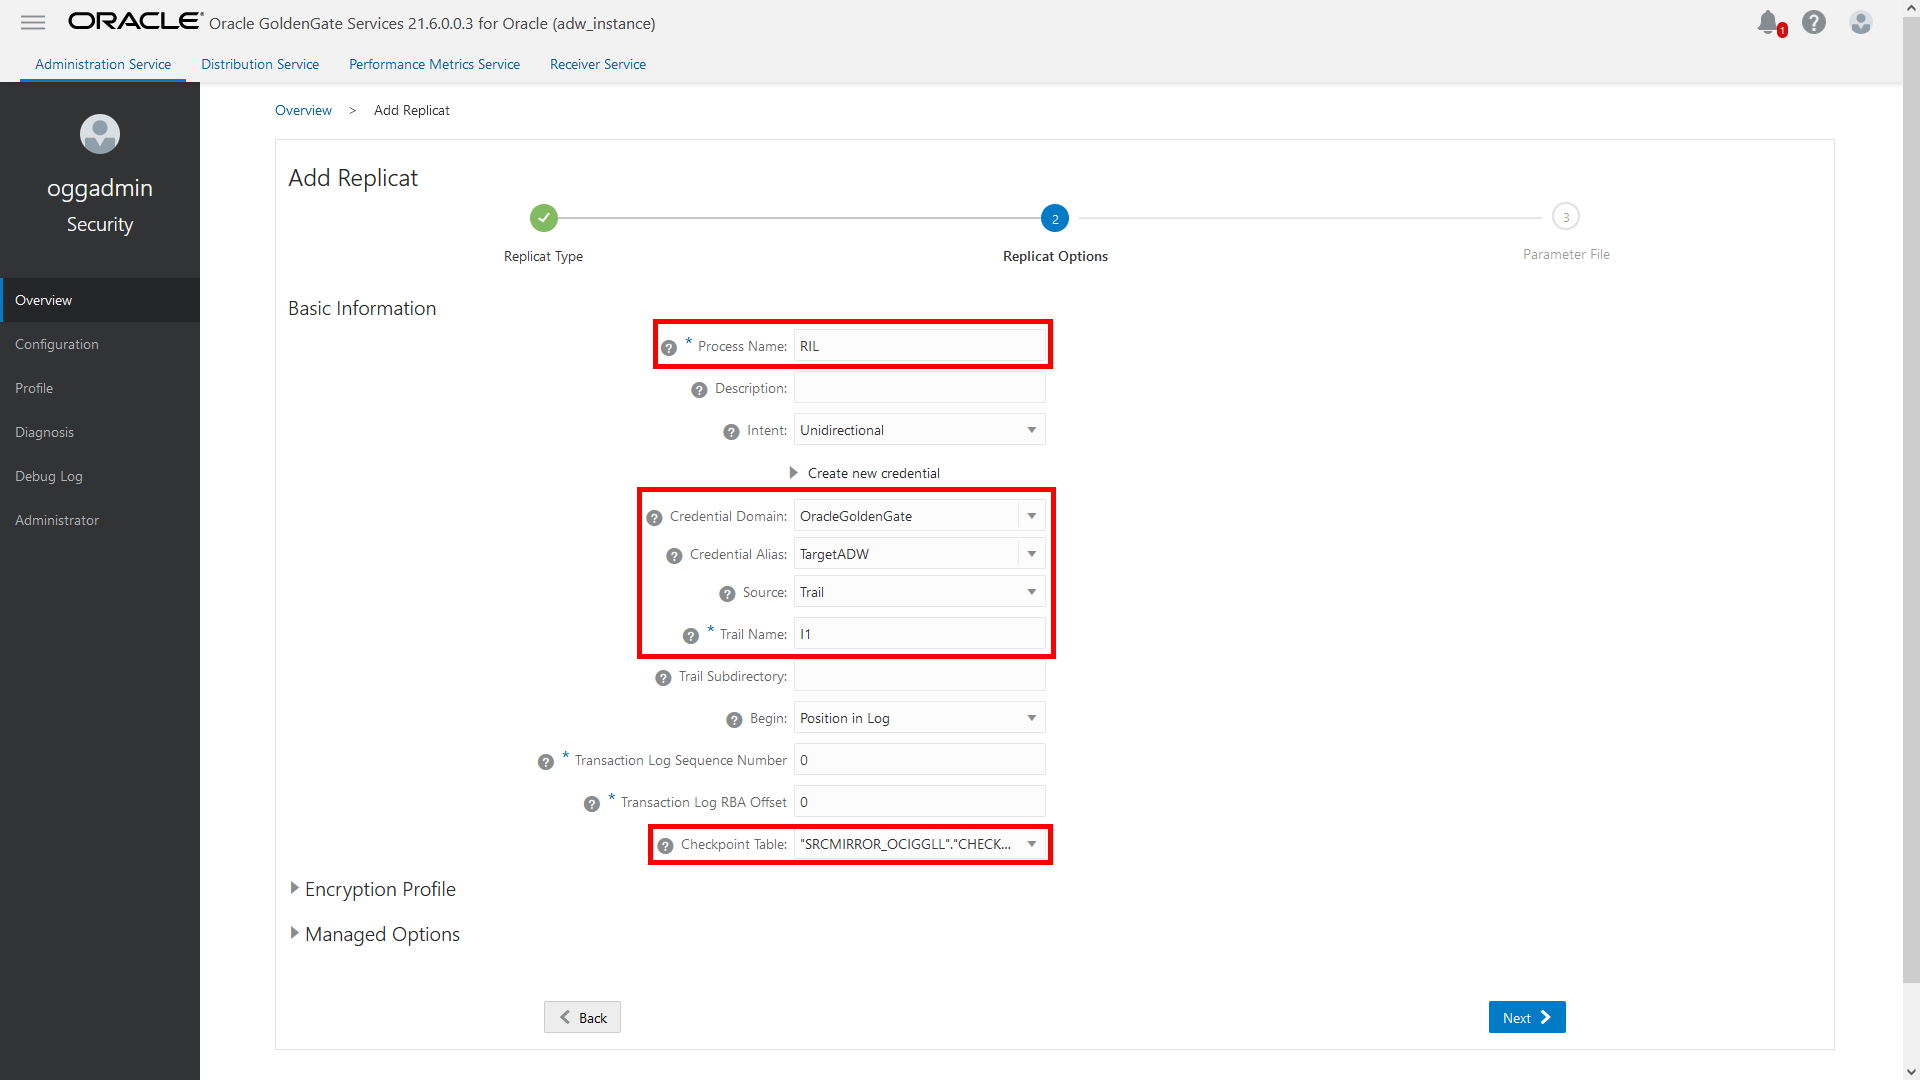 ORACLE® Oracle GoldenGate Services 21.6.0.0.3 for Oracle (adw_instance)
1
?
Administration Service
Distribution Service
Performance Metrics Service
Receiver Service
oggadmin
Security
Overview
Configuration
Profile
Diagnosis
Debug Log
Administrator
Overview > Add Replicat
Add Replicat
2
3
Replicat Type
Replicat Options
Parameter File
Basic Information
? * Process Name: RIL
? Description:
? Intent: Unidirectional
Create new credential
? Credential Domain: OracleGoldenGate
? Credential Alias: TargetADW
? Source: Trail
? * Trail Name: I1
? Trail Subdirectory:
? Begin: Position in Log
? * Transaction Log Sequence Number 0
? * Transaction Log RBA Offset 0
? Checkpoint Table: "SRCMIRROR_OCIGGLL"."CHECK...
Encryption Profile
Managed Options
Back
Next